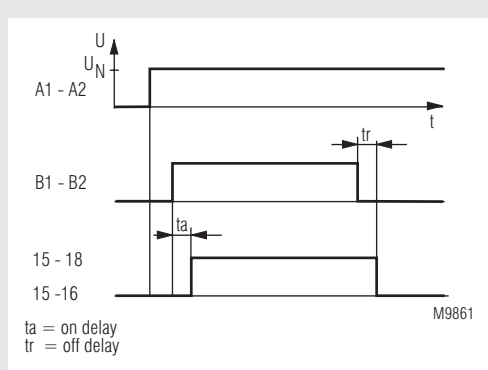 U
UN
A1 - A2
t
tr
B1 - B2
ta
15 - 18
15 -16
M9861
ta = on delay
tr = off delay